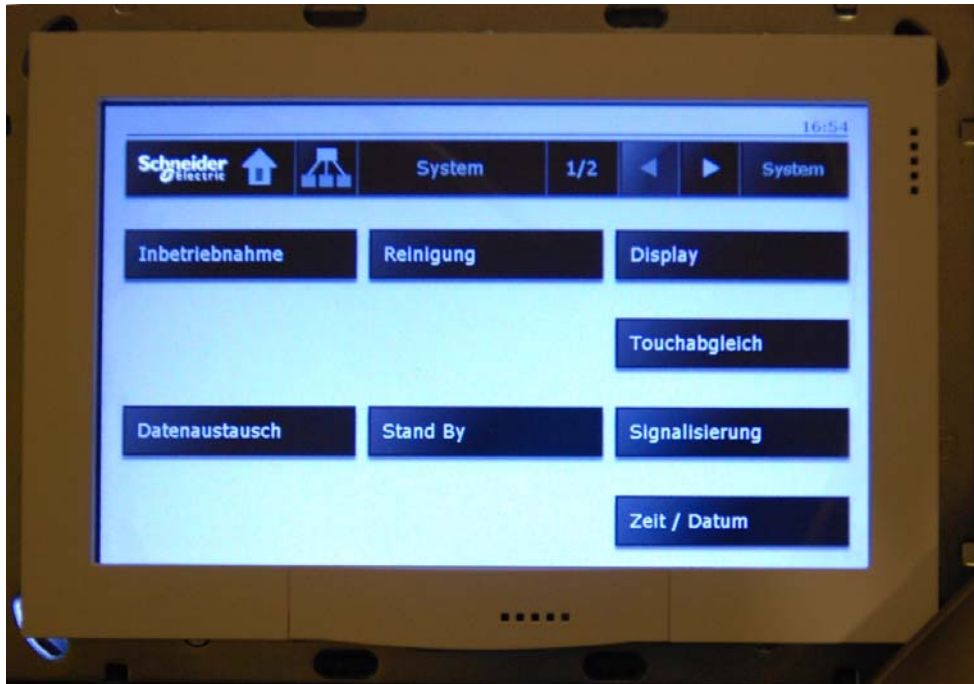 16:54
Schneider Electric System 1/2 System
Inbetriebnahme Reinigung Display
Touchabgleich
Datenaustausch Stand By Signalisierung
Zeit / Datum